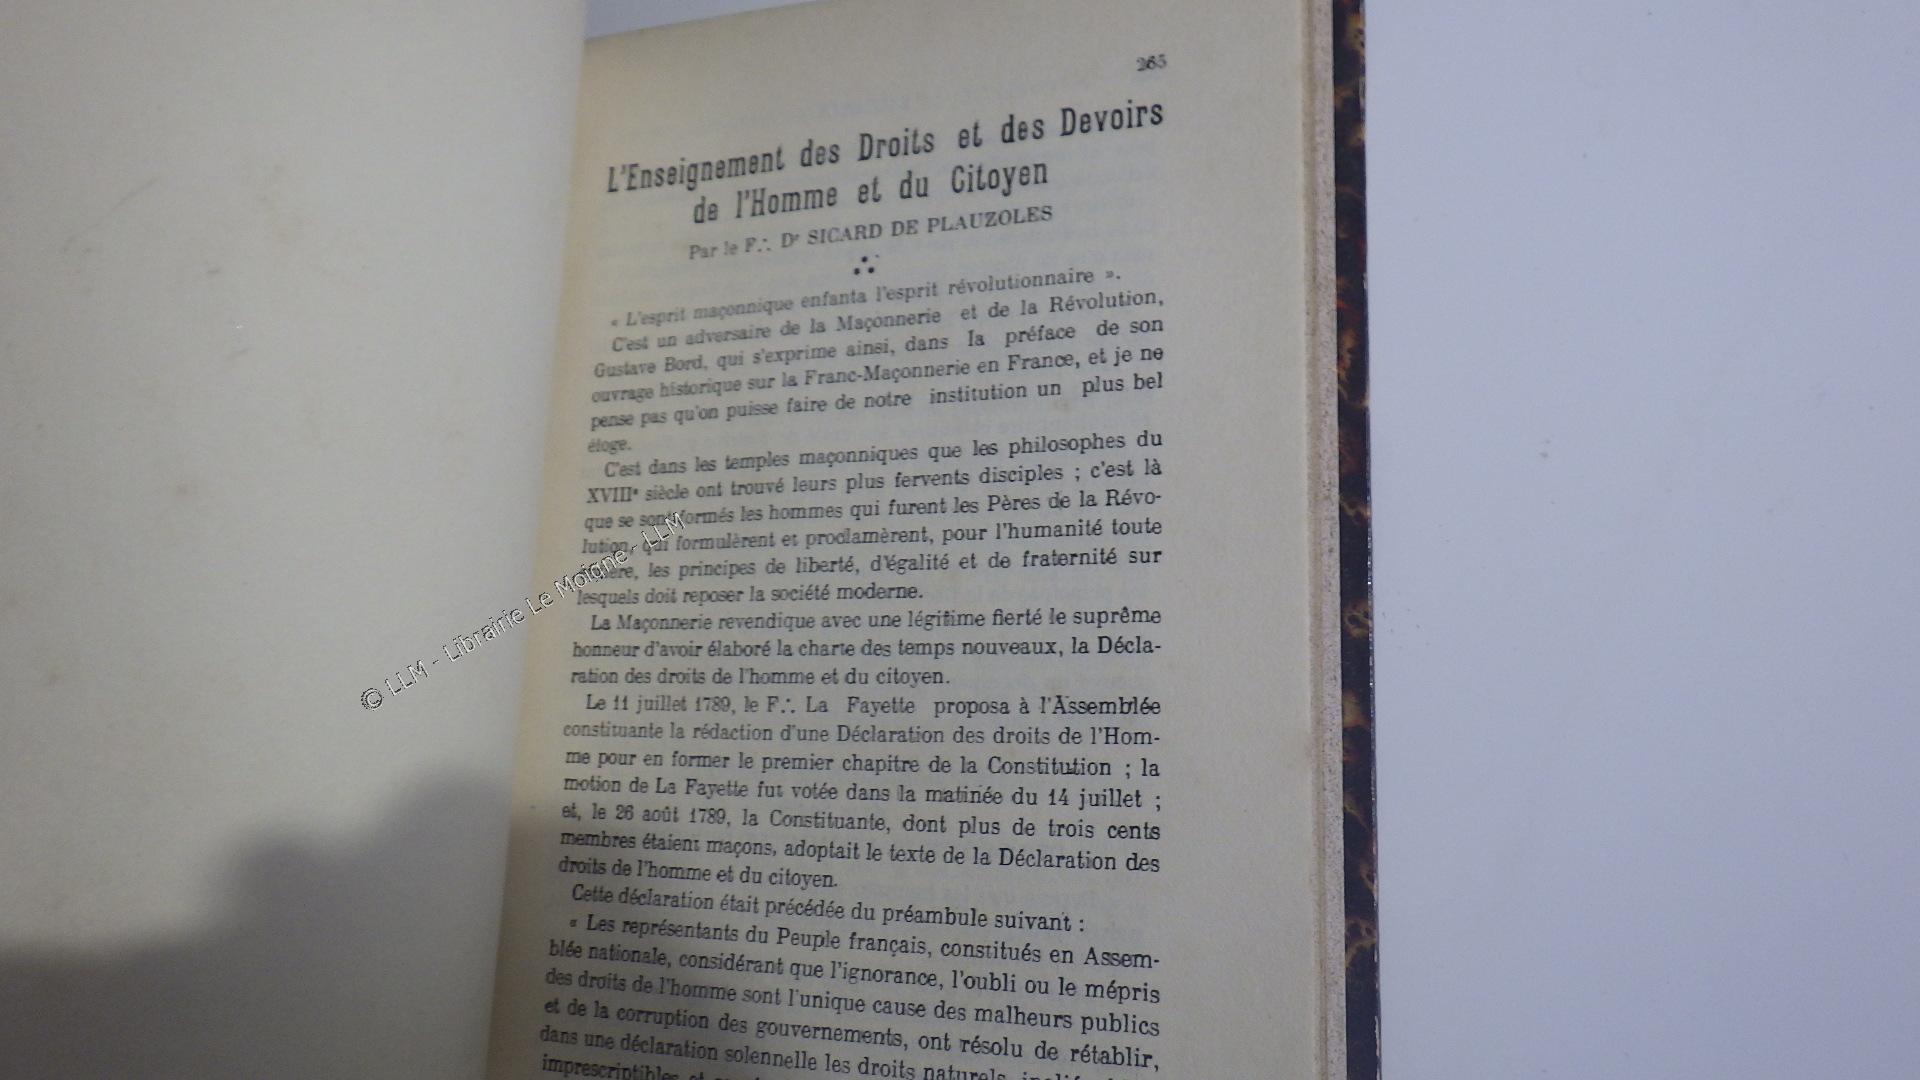 265
L'Enseignement des Droits et des Devoirs
de l'Homme et du Citoyen
Par le F∴ Dr SICARD DE PLAUZOLES
∴
« L'esprit maçonnique enfanta l'esprit révolutionnaire ».
C'est un adversaire de la Maçonnerie et de la Révolution,
Gustave Bord, qui s'exprime ainsi, dans la préface de son
ouvrage historique sur la Franc-Maçonnerie en France, et je ne
pense pas qu'on puisse faire de notre institution un plus bel
éloge.
C'est dans les temples maçonniques que les philosophes du
XVIIIe siècle ont trouvé leurs plus fervents disciples ; c'est là
que se sont formés les hommes qui furent les Pères de la Révo-
lution, qui formulèrent et proclamèrent, pour l'humanité toute
les principes de liberté, d'égalité et de fraternité sur
lesquels doit reposer la société moderne.
La Maçonnerie revendique avec une légitime fierté le suprême
honneur d'avoir élaboré la charte des temps nouveaux, la Décla-
ration des droits de l'homme et du citoyen.
Le 11 juillet 1789, le F∴ La Fayette proposa à l'Assemblée
constituante la rédaction d'une Déclaration des droits de l'Hom-
me pour en former le premier chapitre de la Constitution ; la
motion de La Fayette fut votée dans la matinée du 14 juillet ;
et, le 26 août 1789, la Constituante, dont plus de trois cents
membres étaient maçons, adoptait le texte de la Déclaration des
droits de l'homme et du citoyen.
Cette déclaration était précédée du préambule suivant :
« Les représentants du Peuple français, constitués en Assem-
blée nationale, considérant que l'ignorance, l'oubli ou le mépris
des droits de l'homme sont l'unique cause des malheurs publics
et de la corruption des gouvernements, ont résolu de rétablir,
dans une déclaration solennelle les droits naturels,
imprescriptibles et
© LLM - Librairie Le Moigne - LLM